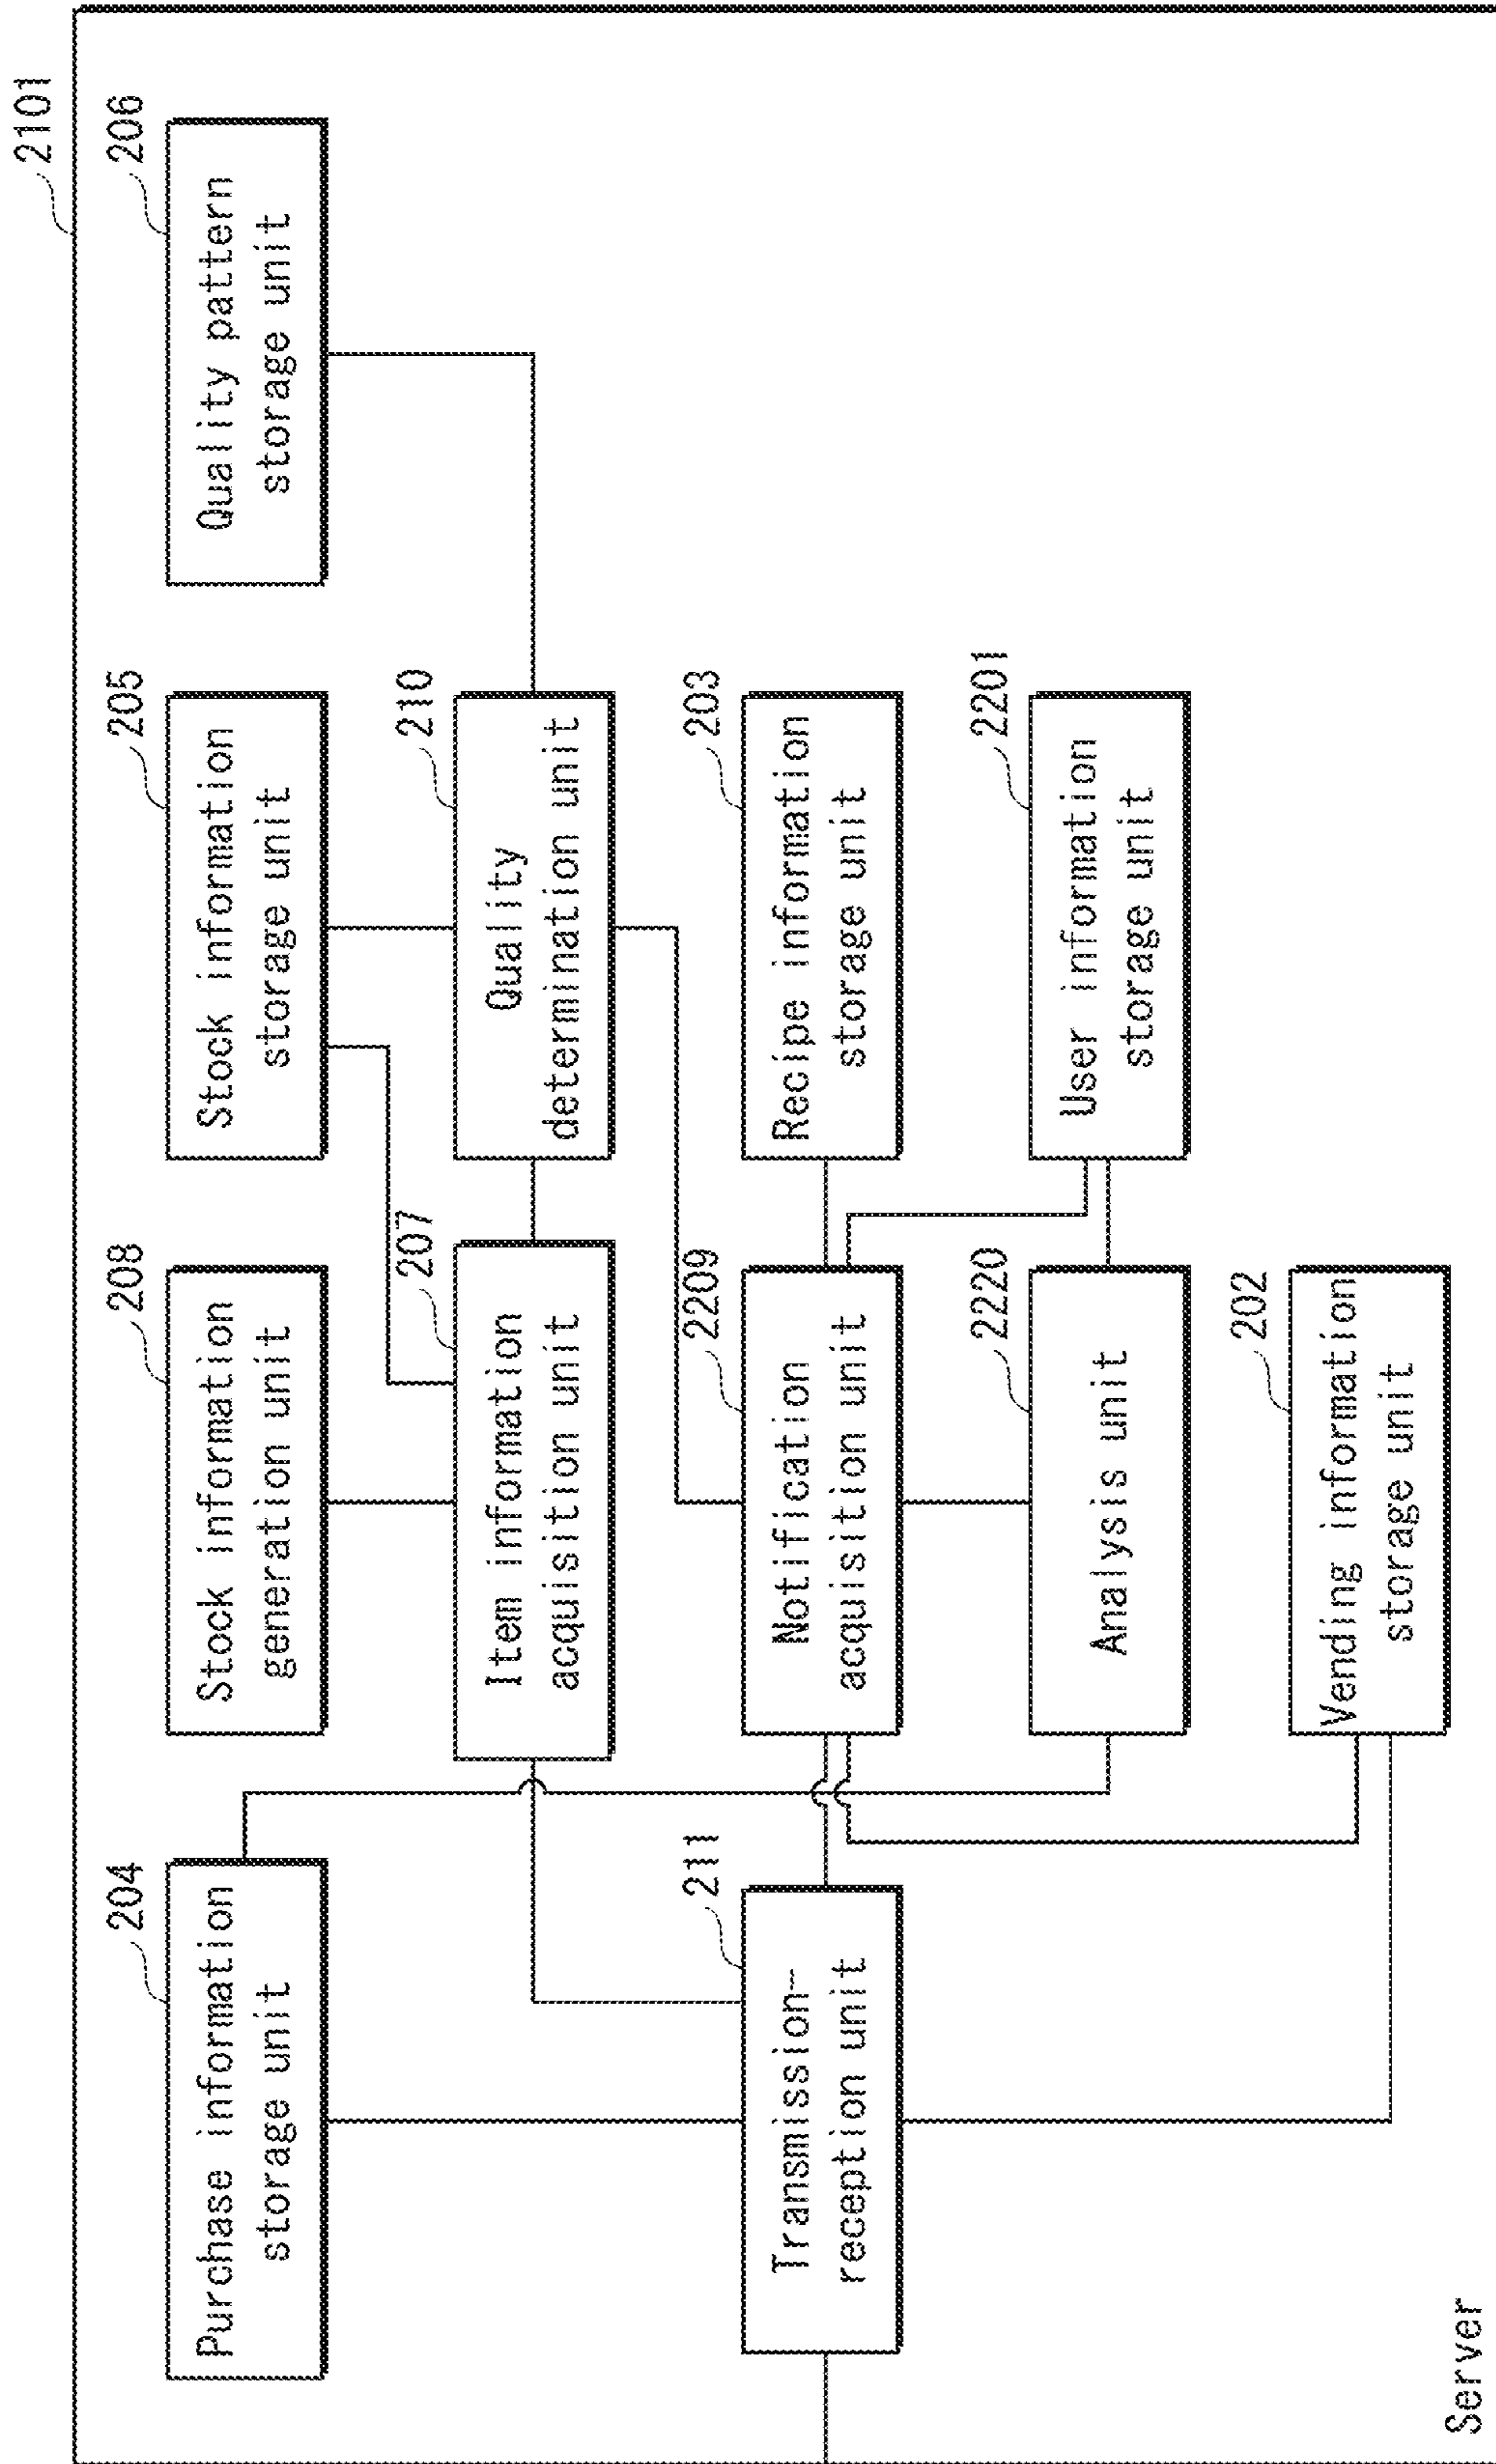 2101
204
Purchase information
storage unit
208
Stock information
generation unit
205
Stock information
storage unit
206
Quality pattern
storage unit
207
Item information
acquisition unit
210
Quality
determination unit
211
Transmission-
reception unit
2209
Notification
acquisition unit
203
Recipe information
storage unit
2220
Analysis unit
2201
User information
storage unit
202
Vending information
storage unit
Server